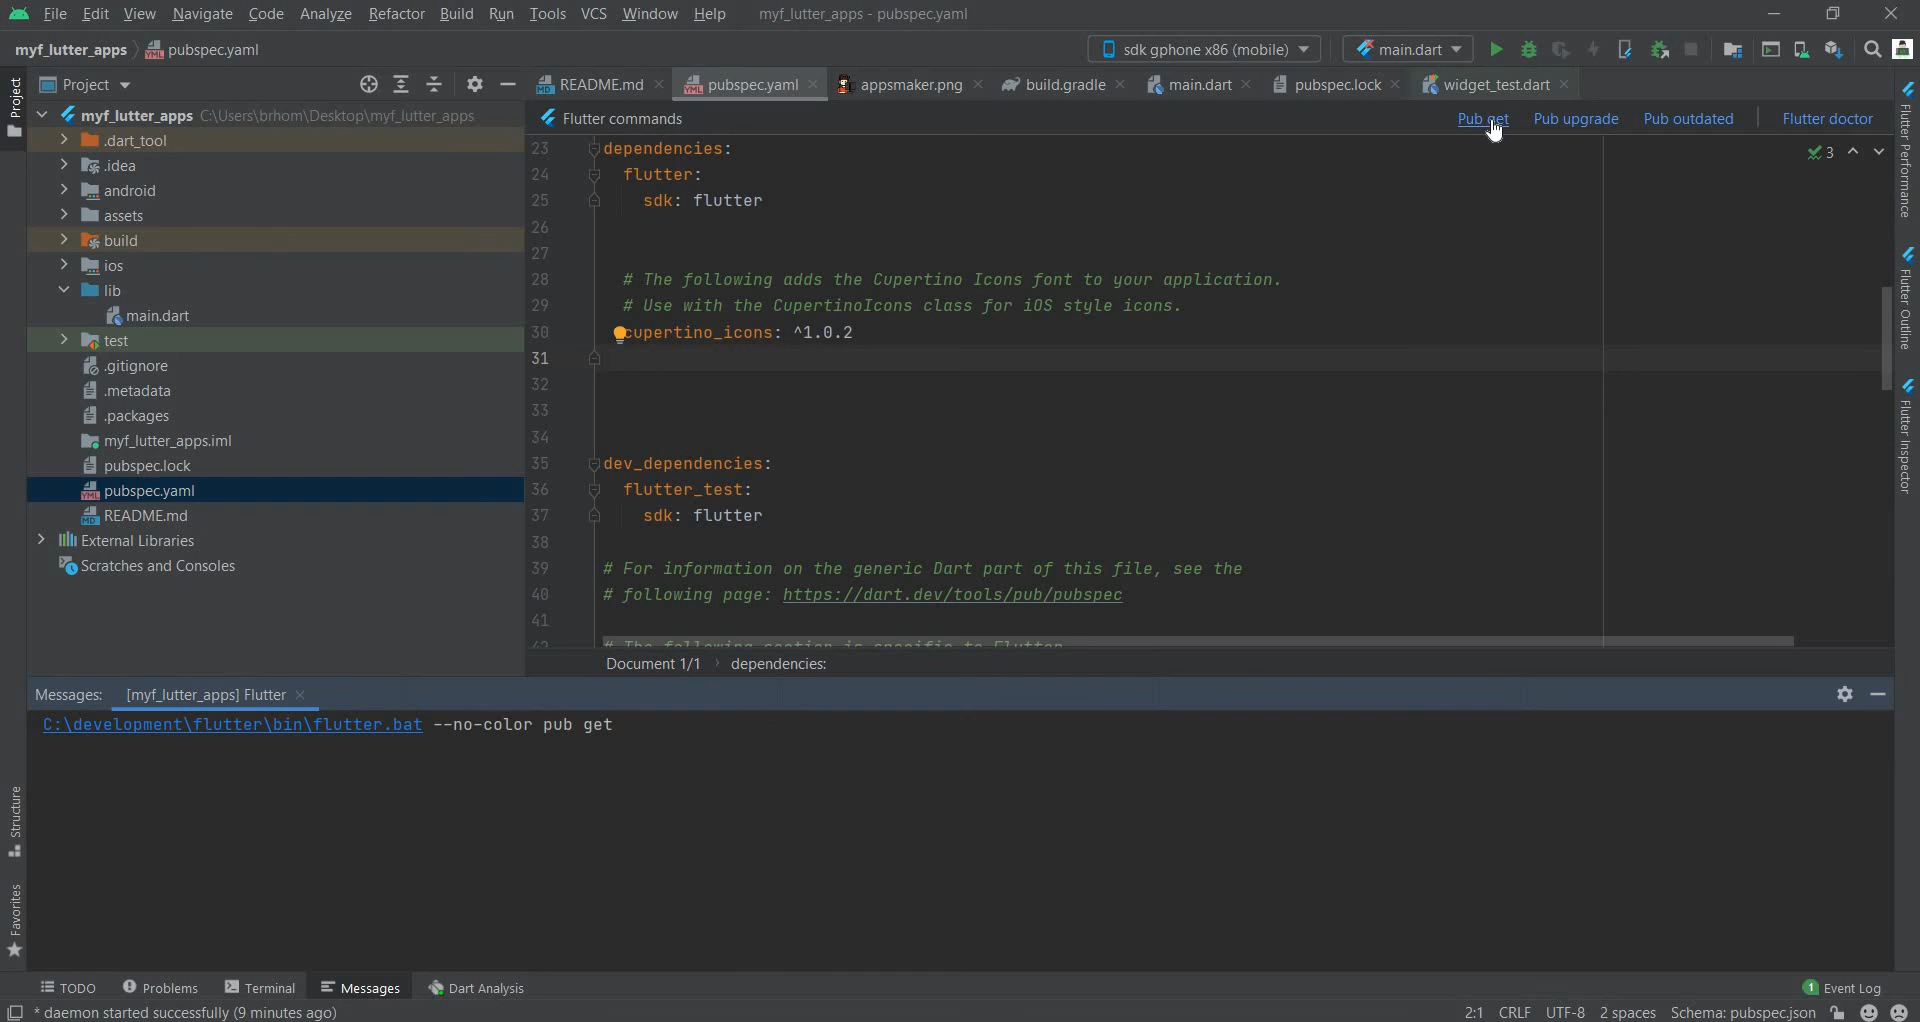 File Edit View Navigate Code Analyze Refactor Build Run Tools VCS Window Help myf_lutter_apps - pubspec.yaml
myf_lutter_apps pubspec.yaml sdk gphone x86 (mobile) main.dart
Project Project README.md pubspec.yaml appsmaker.png build.gradle main.dart pubspec.lock widget_test.dart
myf_lutter_apps C:\Users\brhom\Desktop\myf_lutter_apps
Flutter commands Pub get Pub upgrade Pub outdated Flutter doctor
.dart_tool
.idea
android
assets
build
ios
lib
main.dart
test
.gitignore
.metadata
.packages
myf_lutter_apps.iml
pubspec.lock
pubspec.yaml
README.md
External Libraries
Scratches and Consoles
23 dependencies:
24 flutter:
25 sdk: flutter
26
27
28 # The following adds the Cupertino Icons font to your application.
29 # Use with the CupertinoIcons class for iOS style icons.
30 cupertino_icons: ^1.0.2
31
32
33
34
35 dev_dependencies:
36 flutter_test:
37 sdk: flutter
38
39 # For information on the generic Dart part of this file, see the
40 # following page: https://dart.dev/tools/pub/pubspec
41
42 # The following section is specific to Flutter
3
Flutter Performance
Flutter Outline
Flutter Inspector
Document 1/1 dependencies:
Messages: [myf_lutter_apps] Flutter
C:\development\flutter\bin\flutter.bat --no-color pub get
Structure
Favorites
TODO Problems Terminal Messages Dart Analysis 1 Event Log
* daemon started successfully (9 minutes ago) 2:1 CRLF UTF-8 2 spaces Schema: pubspec.json